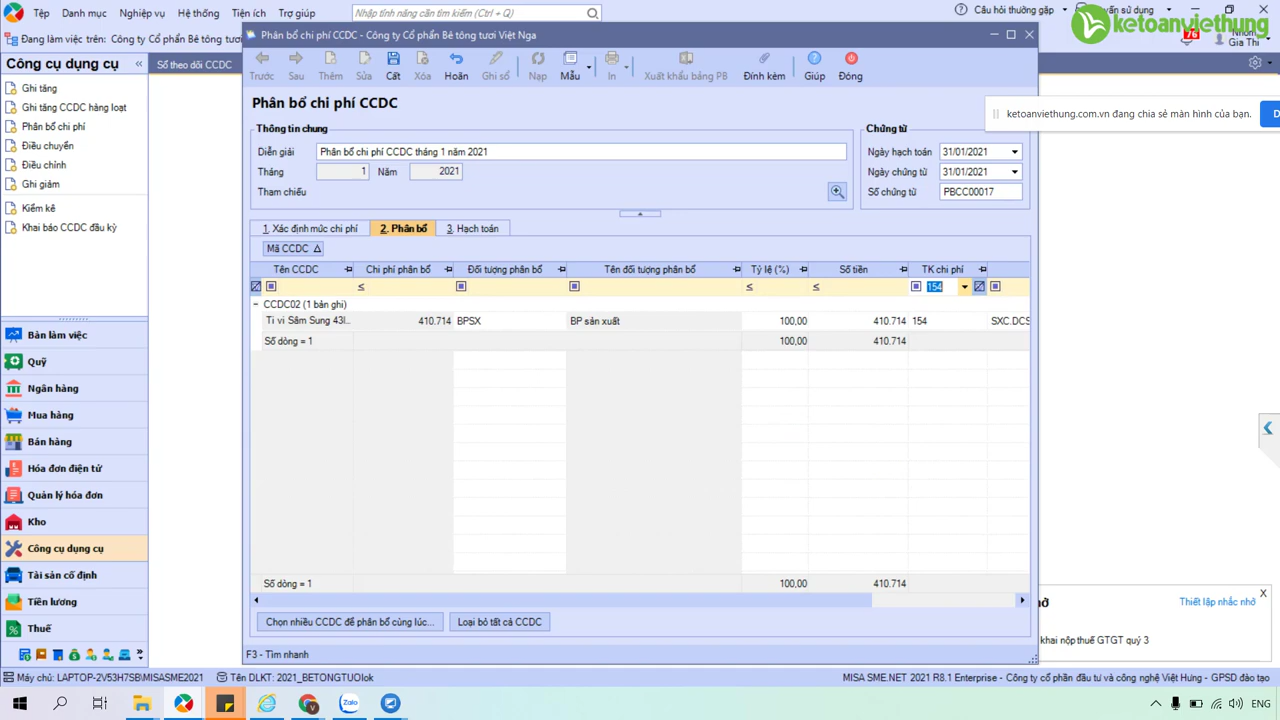 Tệp Danh mục Nghiệp vụ Hệ thống Tiện ích Trợ giúp
Nhập tính năng cần tìm kiếm (Ctrl + Q)
Câu hỏi thường gặp
ketoanviethung
Đang làm việc trên: Công ty Cổ phần Bê tông tươi
76
Gia Thi
Công cụ dụng cụ «
Số theo dõi CCDC
Ghi tăng
Ghi tăng CCDC hàng loạt
Phân bổ chi phí
Điều chuyển
Điều chỉnh
Ghi giảm
Kiểm kê
Khai báo CCDC đầu kỳ
Bàn làm việc
Quỹ
Ngân hàng
Mua hàng
Bán hàng
Hóa đơn điện tử
Quản lý hóa đơn
Kho
Công cụ dụng cụ
Tài sản cố định
Tiền lương
Thuế
Phân bổ chi phí CCDC - Công ty Cổ phần Bê tông tươi Việt Nga
Trước Sau Thêm Sửa Cất Xóa Hoãn Ghi sổ Nạp Mẫu In Xuất khẩu bảng PB Đính kèm Giúp Đóng
Phân bổ chi phí CCDC
Thông tin chung
Diễn giải Phân bổ chi phí CCDC tháng 1 năm 2021
Tháng 1 Năm 2021
Tham chiếu
Chứng từ
Ngày hạch toán 31/01/2021
Ngày chứng từ 31/01/2021
Số chứng từ PBCC00017
ketoanviethung.com.vn đang chia sẻ màn hình của bạn.
1. Xác định mức chi phí 2. Phân bổ 3. Hạch toán
Mã CCDC
Tên CCDC Chi phí phân bổ Đối tượng phân bổ Tên đối tượng phân bổ Tỷ lệ (%) Số tiền TK chi phí
≤ ≤ ≤ 154
CCDC02 (1 bản ghi)
Ti vi Săm Sung 43I... 410.714 BPSX BP sản xuất 100,00 410.714 154 SXC.DCS
Số dòng = 1 100,00 410.714
Số dòng = 1 100,00 410.714
Chọn nhiều CCDC để phân bổ cùng lúc... Loại bỏ tất cả CCDC
F3 - Tìm nhanh
Thiết lập nhắc nhở X
khai nộp thuế GTGT quý 3
Máy chủ: LAPTOP-2V53H7SB\MISASME2021 Tên DLKT: 2021_BETONGTUOIok
MISA SME.NET 2021 R8.1 Enterprise - Công ty cổ phần đầu tư và công nghệ Việt Hưng - GPSD đào tạo
Zalo
ENG